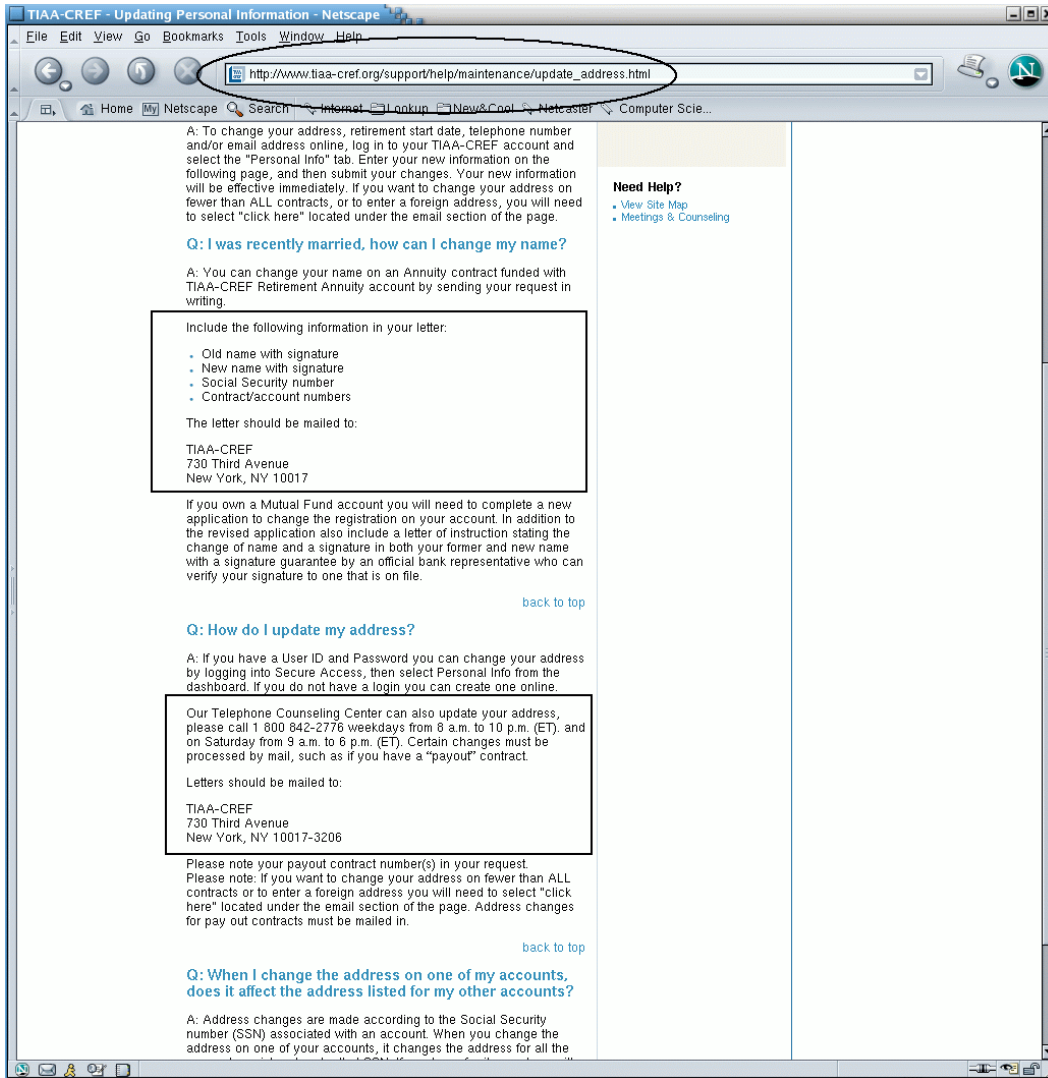 TIAA-CREF - Updating Personal Information - Netscape
File Edit View Go Bookmarks Tools Window Help
http://www.tiaa-cref.org/support/help/maintenance/update_address.html
Home My Netscape Search Internet Lookup New&Cool Netcaster Computer Scie...
A: To change your address, retirement start date, telephone number
and/or email address online, log in to your TIAA-CREF account and
select the "Personal Info" tab. Enter your new information on the
following page, and then submit your changes. Your new information
will be effective immediately. If you want to change your address on
fewer than ALL contracts, or to enter a foreign address, you will need
to select "click here" located under the email section of the page.
Need Help?
View Site Map
Meetings & Counseling
Q: I was recently married, how can I change my name?
A: You can change your name on an Annuity contract funded with
TIAA-CREF Retirement Annuity account by sending your request in
writing.
Include the following information in your letter:
Old name with signature
New name with signature
Social Security number
Contract/account numbers
The letter should be mailed to:
TIAA-CREF
730 Third Avenue
New York, NY 10017
If you own a Mutual Fund account you will need to complete a new
application to change the registration on your account. In addition to
the revised application also include a letter of instruction stating the
change of name and a signature in both your former and new name
with a signature guarantee by an official bank representative who can
verify your signature to one that is on file.
back to top
Q: How do I update my address?
A: If you have a User ID and Password you can change your address
by logging into Secure Access, then select Personal Info from the
dashboard. If you do not have a login you can create one online.
Our Telephone Counseling Center can also update your address,
please call 1 800 842-2776 weekdays from 8 a.m. to 10 p.m. (ET). and
on Saturday from 9 a.m. to 6 p.m. (ET). Certain changes must be
processed by mail, such as if you have a “payout” contract.
Letters should be mailed to:
TIAA-CREF
730 Third Avenue
New York, NY 10017-3206
Please note your payout contract number(s) in your request.
Please note: If you want to change your address on fewer than ALL
contracts or to enter a foreign address you will need to select "click
here" located under the email section of the page. Address changes
for pay out contracts must be mailed in.
back to top
Q: When I change the address on one of my accounts,
does it affect the address listed for my other accounts?
A: Address changes are made according to the Social Security
number (SSN) associated with an account. When you change the
address on one of your accounts, it changes the address for all the